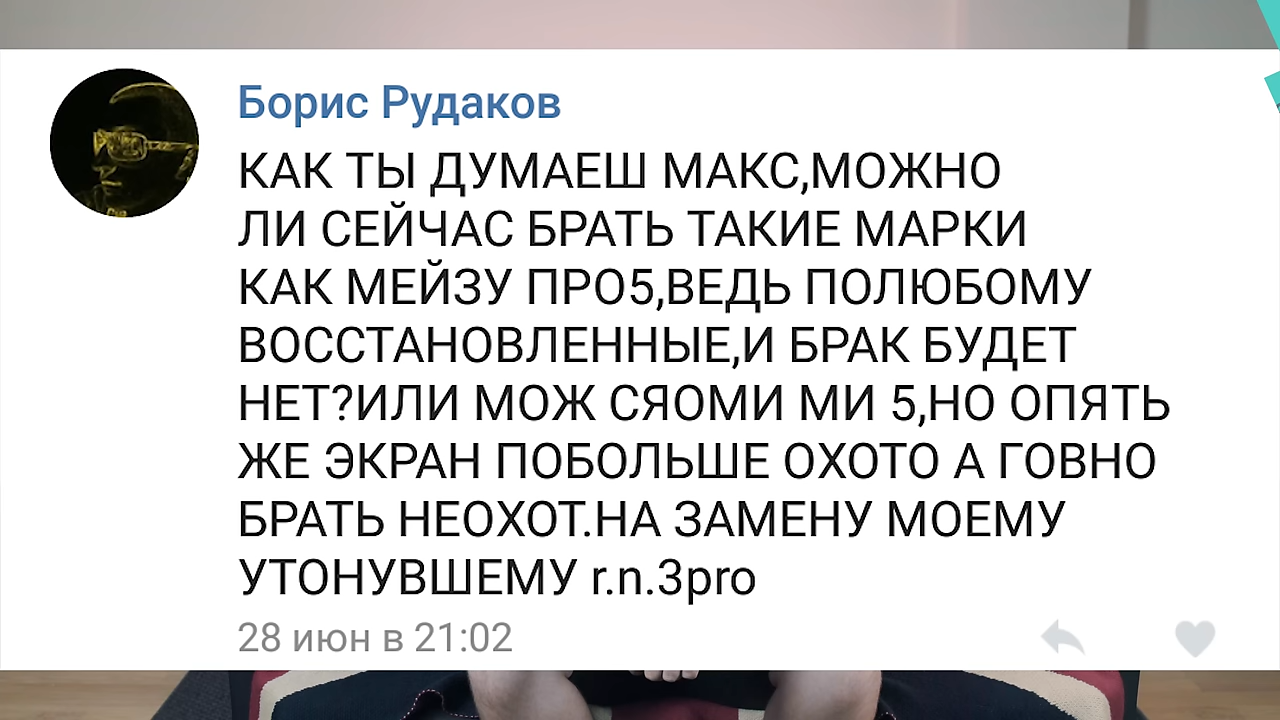 Борис Рудаков
КАК ТЫ ДУМАЕШ МАКС,МОЖНО
ЛИ СЕЙЧАС БРАТЬ ТАКИЕ МАРКИ
КАК МЕЙЗУ ПРО5,ВЕДЬ ПОЛЮБОМУ
ВОССТАНОВЛЕННЫЕ,И БРАК БУДЕТ
НЕТ?ИЛИ МОЖ СЯОМИ МИ 5,НО ОПЯТЬ
ЖЕ ЭКРАН ПОБОЛЬШЕ ОХОТО А ГОВНО
БРАТЬ НЕОХОТ.НА ЗАМЕНУ МОЕМУ
УТОНУВШЕМУ r.n.3pro
28 июн в 21:02